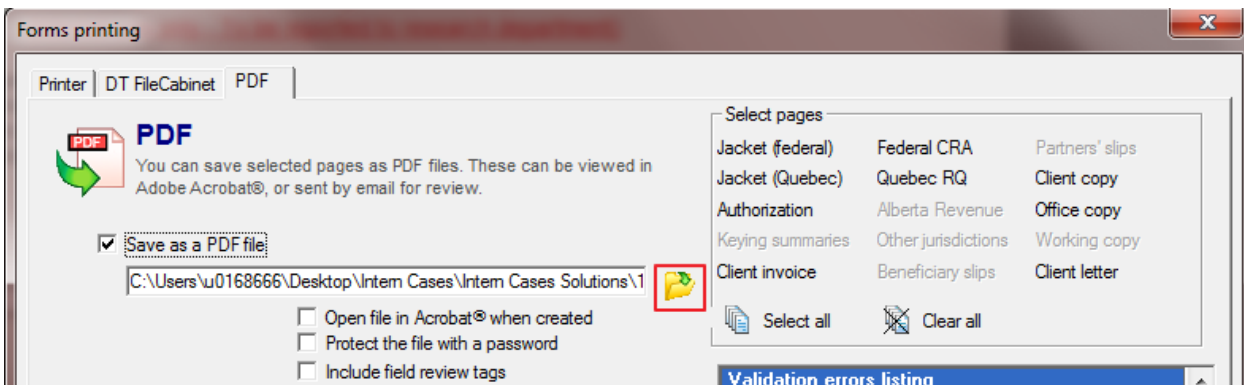 Forms printing
Printer DT FileCabinet PDF
PDF
PDF
You can save selected pages as PDF files. These can be viewed in
Adobe Acrobat®, or sent by email for review.
Save as a PDF file
C:\Users\u0168666\Desktop\Intern Cases\Intern Cases Solutions\1
Open file in Acrobat® when created
Protect the file with a password
Include field review tags
Select pages
Jacket (federal) Federal CRA Partners' slips
Jacket (Quebec) Quebec RQ Client copy
Authorization Alberta Revenue Office copy
Keying summaries Other jurisdictions Working copy
Client invoice Beneficiary slips Client letter
Select all Clear all
Validation errors listing